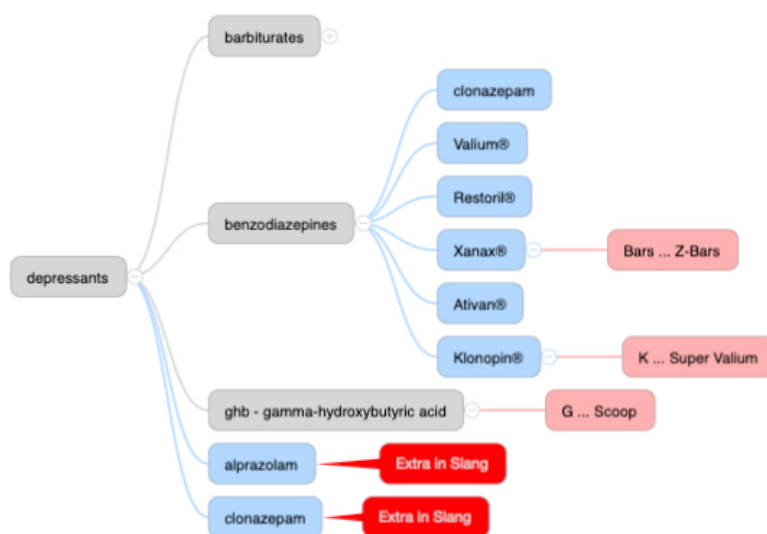 barbiturates
clonazepam
Valium®
Restoril®
benzodiazepines
Xanax®
Bars ... Z-Bars
depressants
Ativan®
Klonopin®
K ... Super Valium
ghb - gamma-hydroxybutyric acid
G ... Scoop
alprazolam
Extra in Slang
clonazepam
Extra in Slang